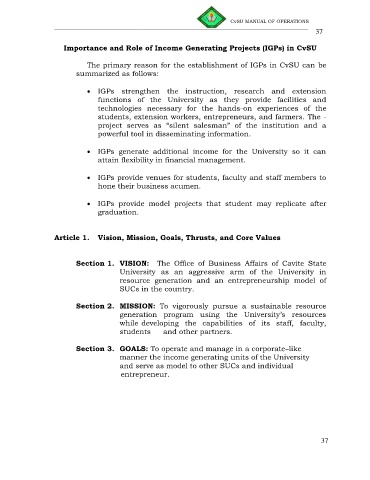 CvSU MANUAL OF OPERATIONS
37
Importance and Role of Income Generating Projects (IGPs) in CvSU
The primary reason for the establishment of IGPs in CvSU can be
summarized as follows:
• IGPs strengthen the instruction, research and extension
functions of the University as they provide facilities and
technologies necessary for the hands-on experiences of the
students, extension workers, entrepreneurs, and farmers. The -
project serves as "silent salesman" of the institution and a
powerful tool in disseminating information.
• IGPs generate additional income for the University so it can
attain flexibility in financial management.
• IGPs provide venues for students, faculty and staff members to
hone their business acumen.
• IGPs provide model projects that student may replicate after
graduation.
Article 1. Vision, Mission, Goals, Thrusts, and Core Values
Section 1. VISION: The Office of Business Affairs of Cavite State
University as an aggressive arm of the University in
resource generation and an entrepreneurship model of
SUCs in the country.
Section 2. MISSION: To vigorously pursue a sustainable resource
generation program using the University's resources
while developing the capabilities of its staff, faculty,
students and other partners.
Section 3. GOALS: To operate and manage in a corporate–like
manner the income generating units of the University
and serve as model to other SUCs and individual
entrepreneur.
37